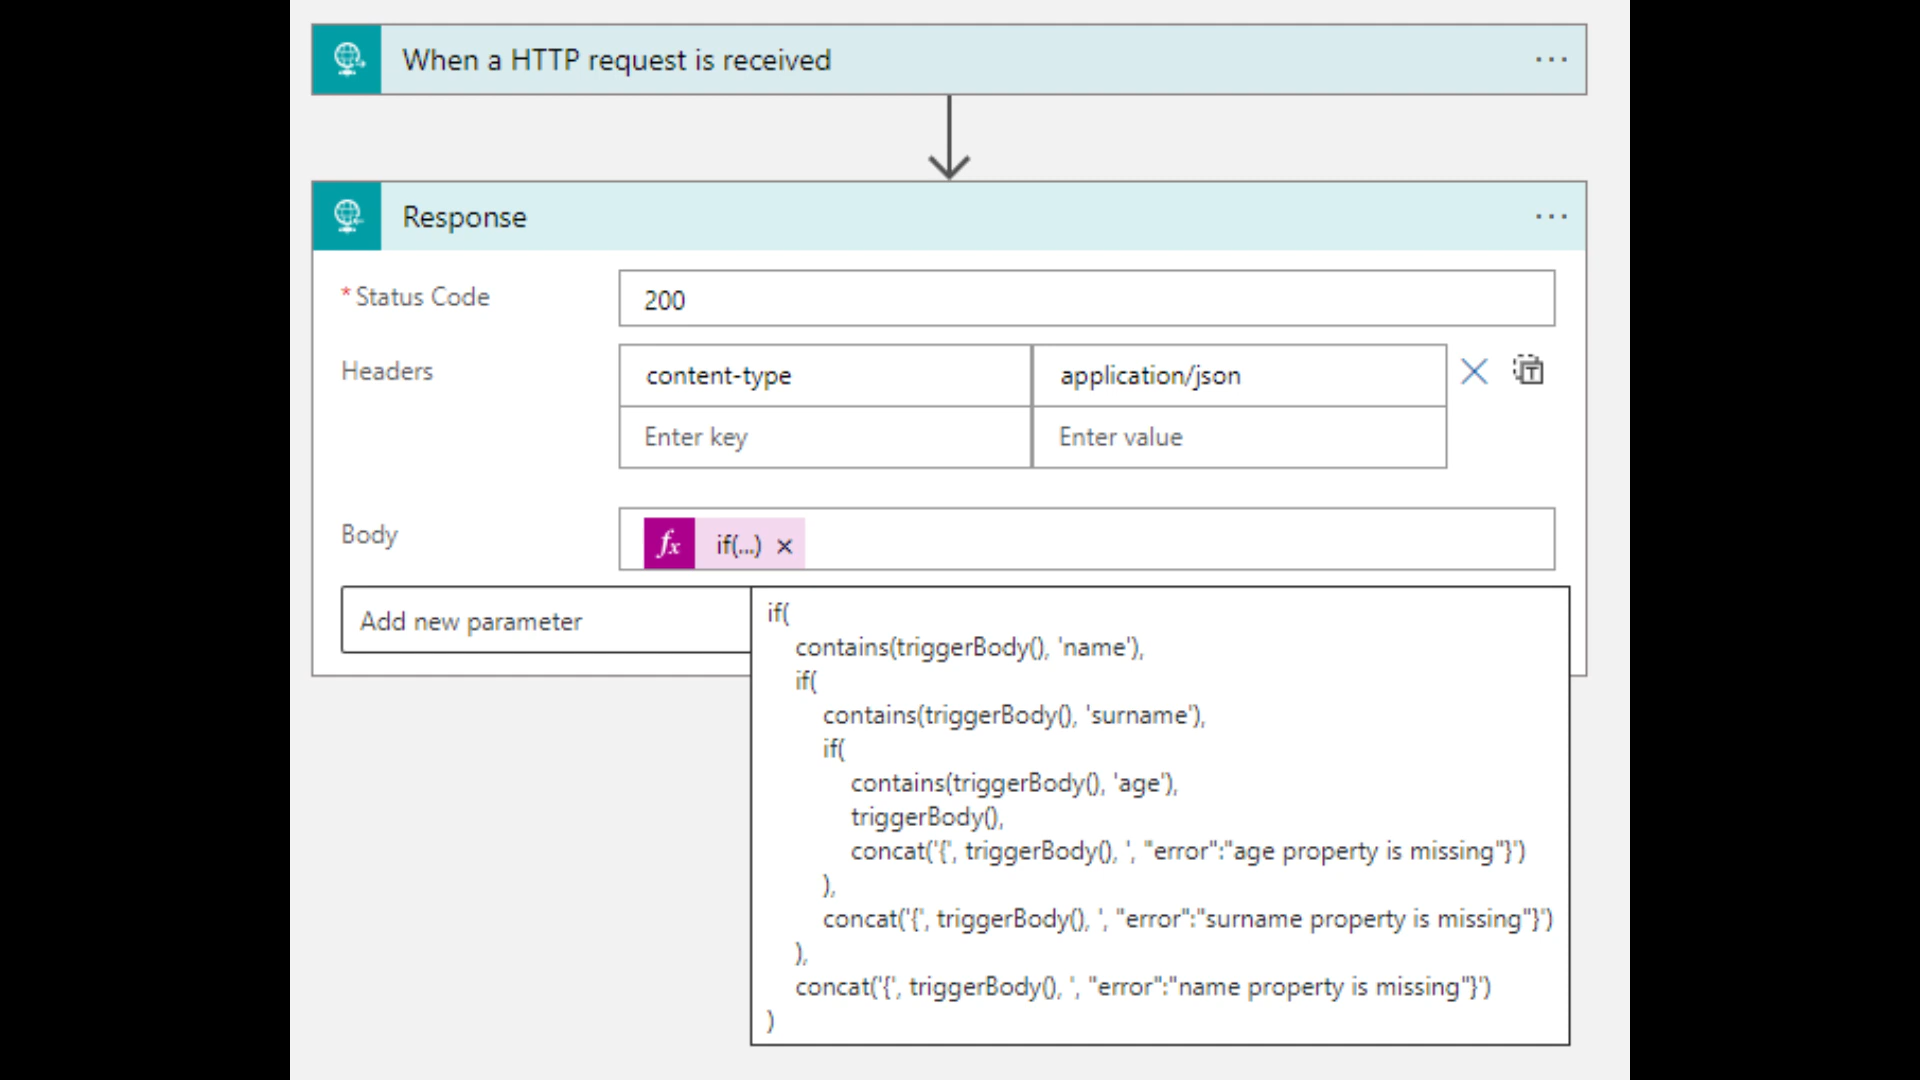 When a HTTP request is received
Response
* Status Code
200
Headers
content-type
application/json
Enter key
Enter value
Body
fx if(...) ×
Add new parameter
if(
contains(triggerBody(), 'name'),
if(
contains(triggerBody(), 'surname'),
if(
contains(triggerBody(), 'age'),
triggerBody(),
concat('{', triggerBody(), ', "error":"age property is missing"}')
),
concat('{', triggerBody(), ', "error":"surname property is missing"}')
),
concat('{', triggerBody(), ', "error":"name property is missing"}')
)